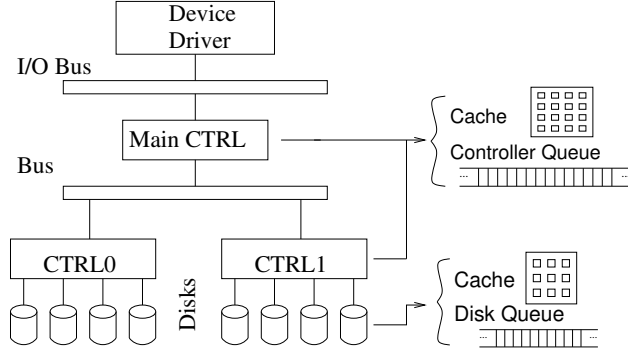 Device
Driver
I/O Bus
Main CTRL
Cache
Controller Queue
... ...
Bus
CTRL0
CTRL1
Disks
Cache
Disk Queue
... ...